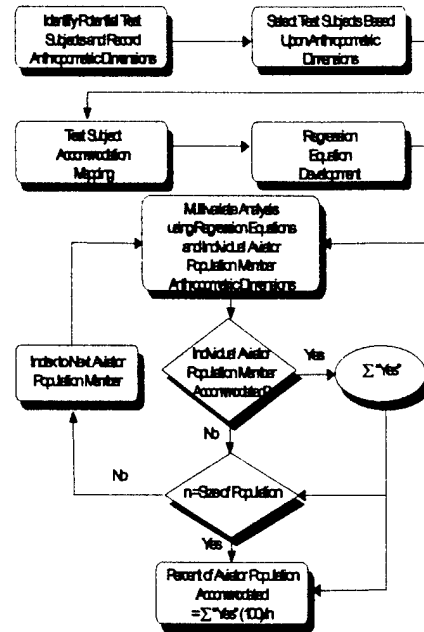 Identify Potential Test
Subjects and Record
Anthropometric Dimensions
Select Test Subjects Based
Upon Anthropometric
Dimensions
Test Subject
Accommodation
Mapping
Regression
Equation
Development
Multivariate Analysis
using Regression Equations
and Individual Aviator
Population Member
Anthropometric Dimensions
Index to Next Aviator
Population Member
Individual Aviator
Population Member
Accommodated?
Yes
Σ "Yes"
No
No
n = Size of Population
Yes
Percent of Aviator Population
Accommodated
= Σ "Yes" (100)/n